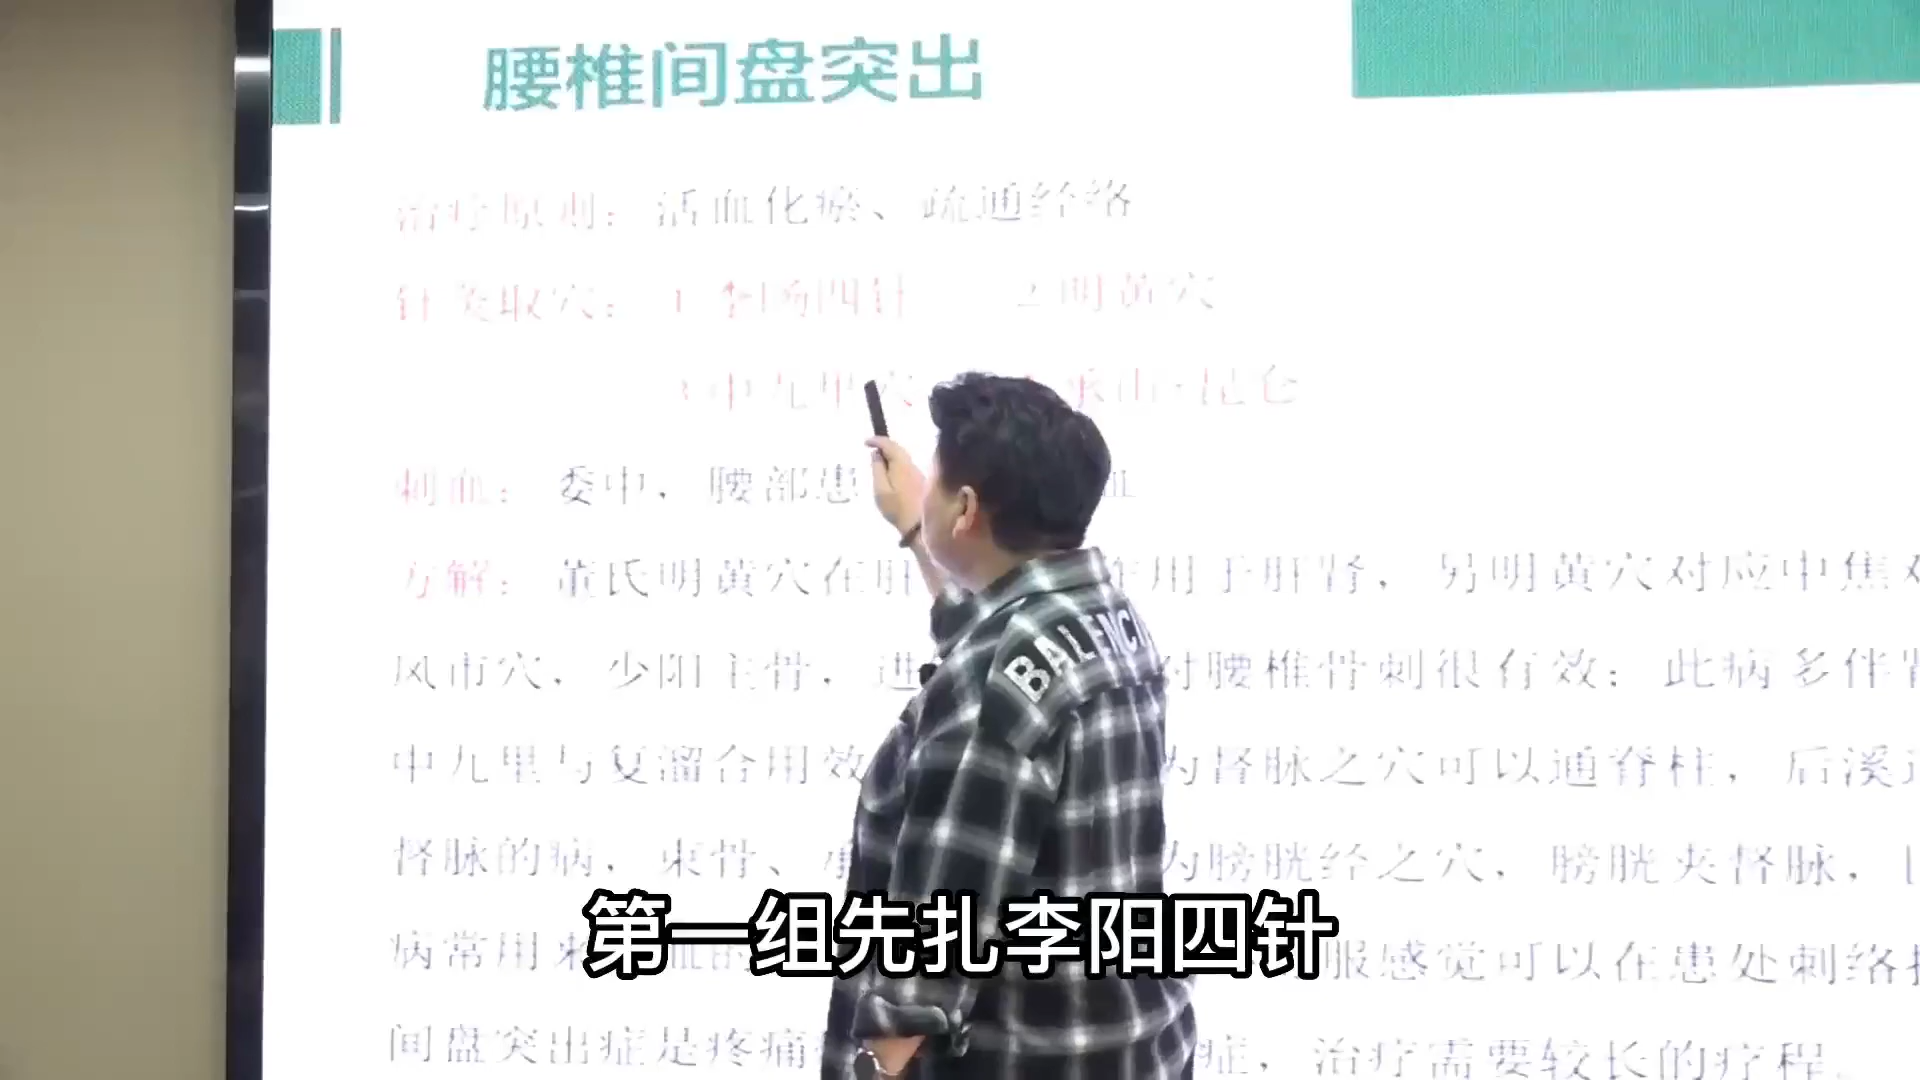 腰椎间盘突出
治疗原则：活血化瘀、疏通经络
针灸取穴：1 李阳四针 2 明黄穴
3 中九里穴 承山 昆仑
刺血：委中，腰部患 血
方解：董氏明黄穴在肝 作用于肝肾，另明黄穴对应中焦
风市穴，少阳主骨，进 对腰椎骨刺很有效；此病多伴
中九里与复溜合用效 为督脉之穴可以通脊柱，后溪
督脉的病，束骨、承 为膀胱经之穴，膀胱夹督脉，
病常用来 血的 服感觉可以在患处刺络
间盘突出症是疼痛 症，治疗需要较长的疗程。
BALENCIA
第一组先扎李阳四针